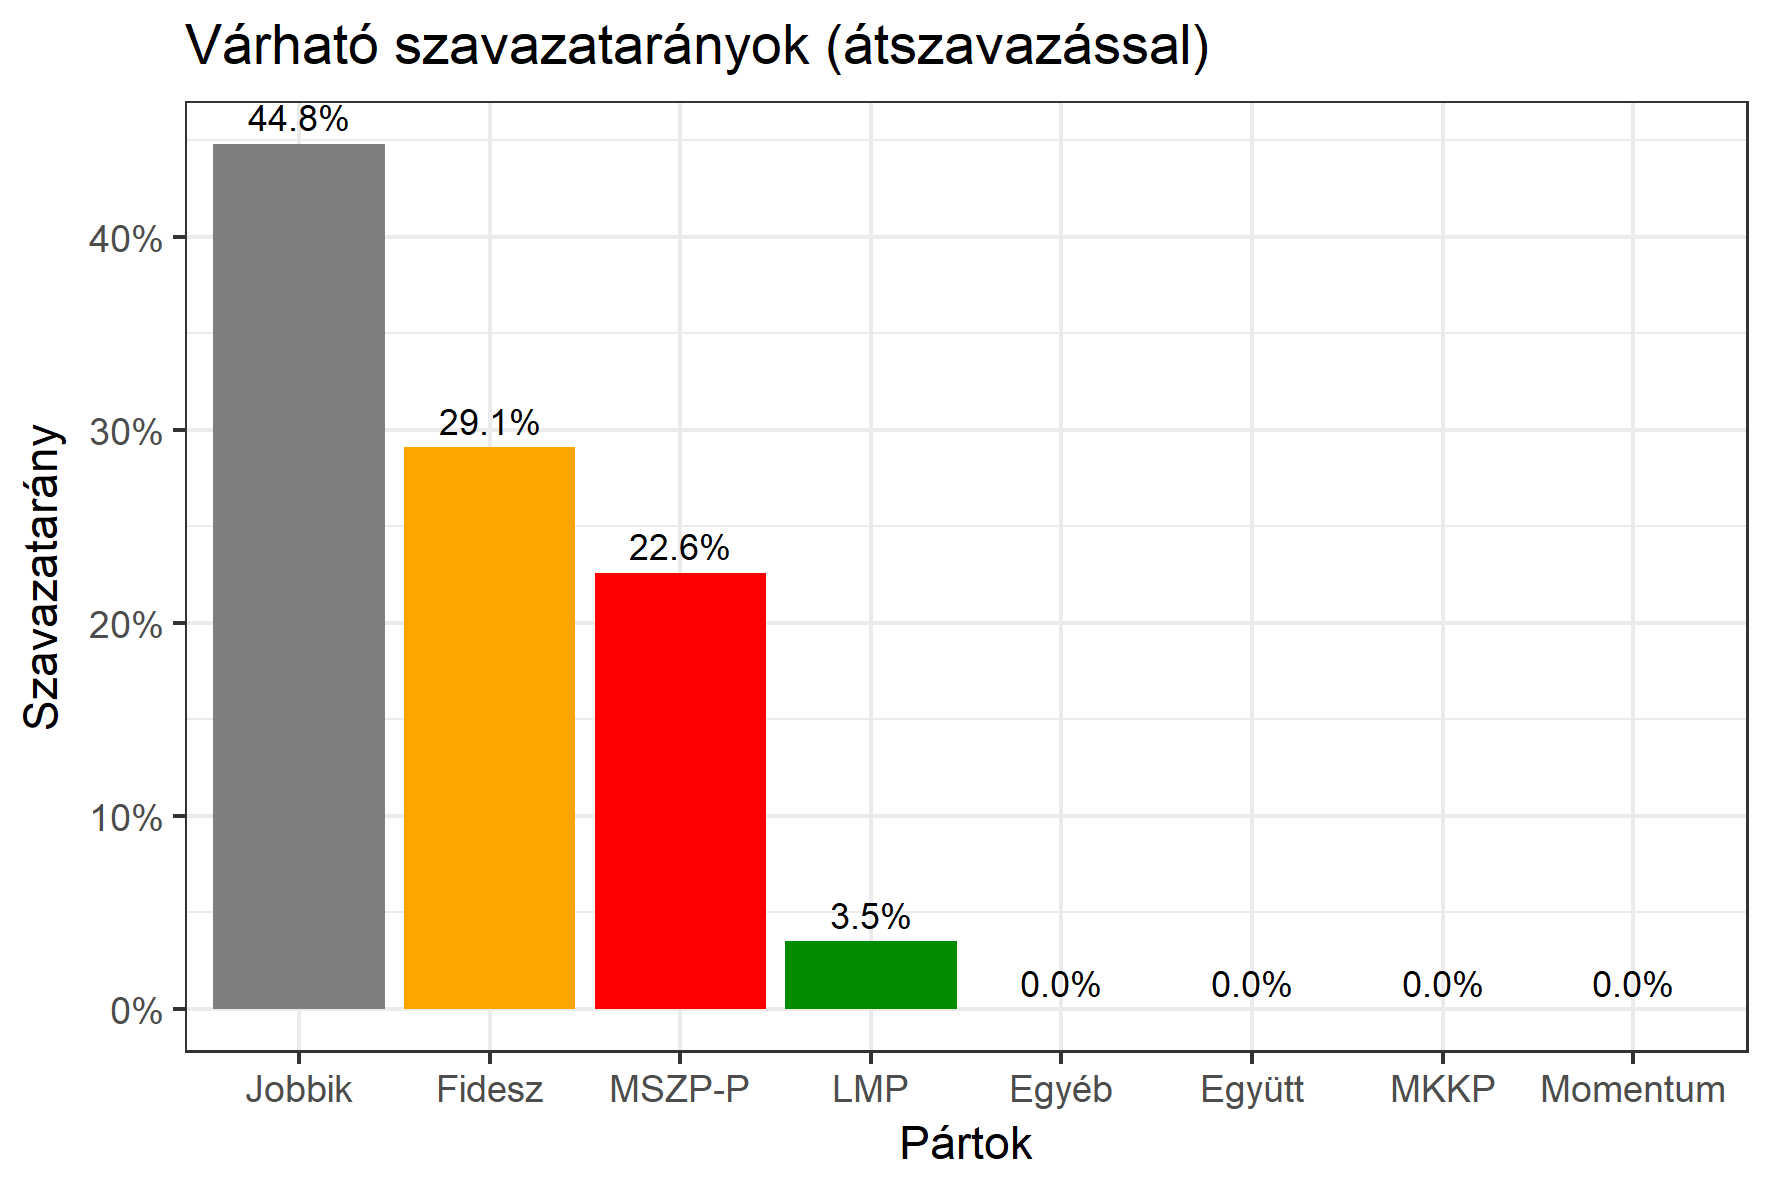 Várható szavazatarányok (átszavazással)
44.8%
29.1%
22.6%
3.5%
0.0%
0.0%
0.0%
0.0%
40%
30%
20%
10%
0%
Szavazatarány
Jobbik
Fidesz
MSZP-P
LMP
Egyéb
Együtt
MKKP
Momentum
Pártok